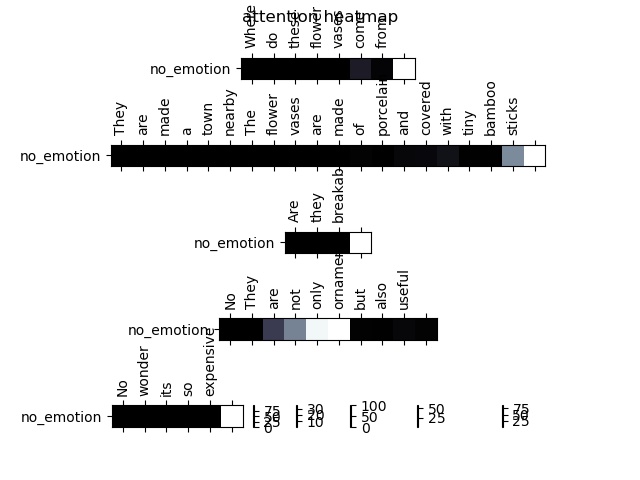 attention heatmap
Where do these flower vases come from
no_emotion
They are made a town nearby The flower vases are made of porcelain and covered with tiny bamboo sticks
no_emotion
Are they
no_emotion
No They are not only but also useful
no_emotion
No wonder its so expensive
no_emotion
75 50 25 0
30 20 10
100 50 0
50 25
75 50 25